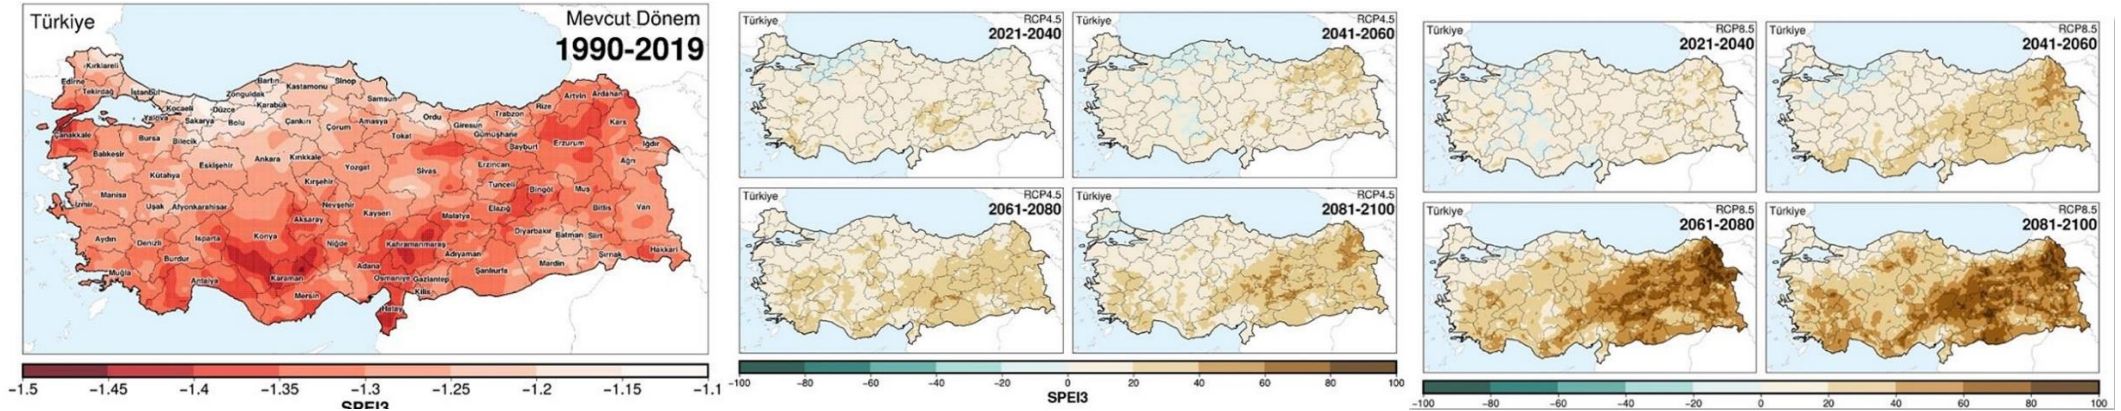 Türkiye
Mevcut Dönem
1990-2019
Kırklareli
Edirne
Tekirdağ
İstanbul
Kocaeli
Yalova
Sakarya
Düzce
Zonguldak
Bartın
Karabük
Kastamonu
Sinop
Samsun
Bolu
Çankırı
Çorum
Amasya
Tokat
Ordu
Giresun
Trabzon
Gümüşhane
Bayburt
Rize
Artvin
Ardahan
Kars
Iğdır
Erzurum
Ağrı
Çanakkale
Balıkesir
Bursa
Bilecik
Eskişehir
Ankara
Kırıkkale
Yozgat
Sivas
Erzincan
Kütahya
Kırşehir
Tunceli
Bingöl
Muş
Manisa
İzmir
Uşak
Afyonkarahisar
Aksaray
Nevşehir
Kayseri
Malatya
Elazığ
Bitlis
Van
Aydın
Denizli
Isparta
Konya
Niğde
Kahramanmaraş
Adıyaman
Diyarbakır
Batman
Siirt
Hakkari
Şırnak
Mardin
Şanlıurfa
Muğla
Burdur
Antalya
Karaman
Mersin
Adana
Osmaniye
Gaziantep
Kilis
Hatay
−1.5 −1.45 −1.4 −1.35 −1.3 −1.25 −1.2 −1.15 −1.1
SPEI3
Türkiye
RCP4.5
2021-2040
Türkiye
RCP4.5
2041-2060
Türkiye
RCP4.5
2061-2080
Türkiye
RCP4.5
2081-2100
−100 −80 −60 −40 −20 0 20 40 60 80 100
SPEI3
Türkiye
RCP8.5
2021-2040
Türkiye
RCP8.5
2041-2060
Türkiye
RCP8.5
2061-2080
Türkiye
RCP8.5
2081-2100
−100 −80 −60 −40 −20 0 20 40 60 80 100